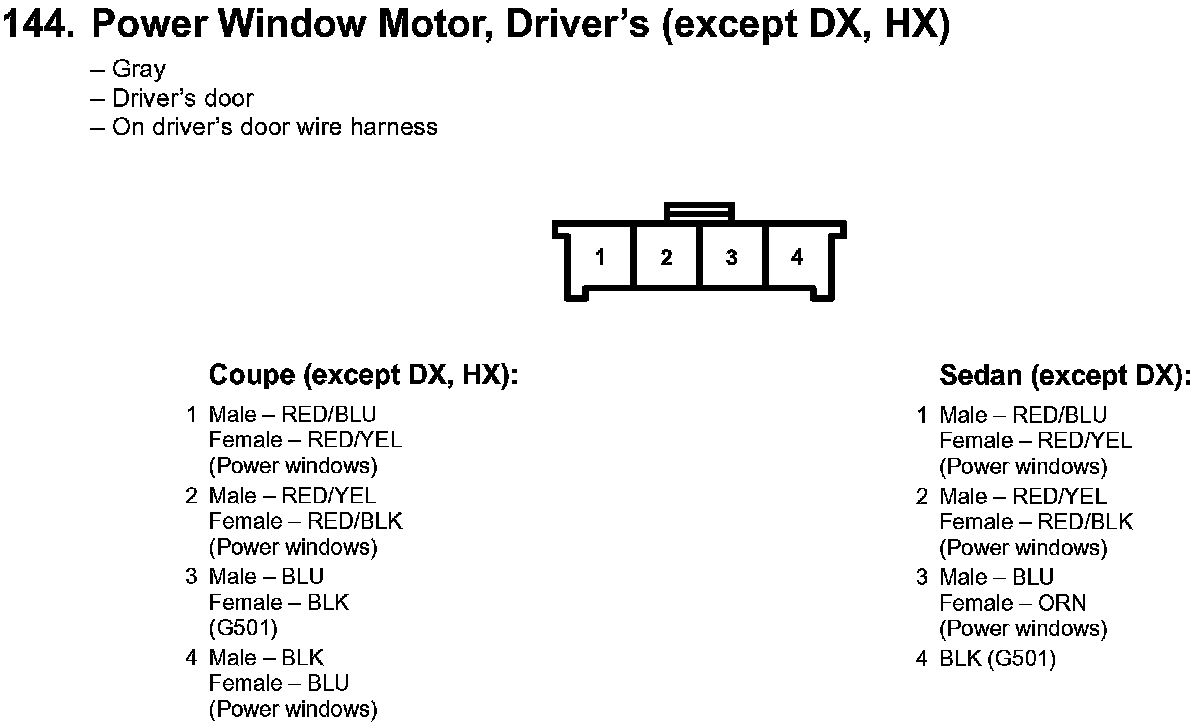 144. Power Window Motor, Driver’s (except DX, HX)
– Gray
– Driver’s door
– On driver’s door wire harness
1 2 3 4
Coupe (except DX, HX):
1 Male – RED/BLU
Female – RED/YEL
(Power windows)
2 Male – RED/YEL
Female – RED/BLK
(Power windows)
3 Male – BLU
Female – BLK
(G501)
4 Male – BLK
Female – BLU
(Power windows)
Sedan (except DX):
1 Male – RED/BLU
Female – RED/YEL
(Power windows)
2 Male – RED/YEL
Female – RED/BLK
(Power windows)
3 Male – BLU
Female – ORN
(Power windows)
4 BLK (G501)